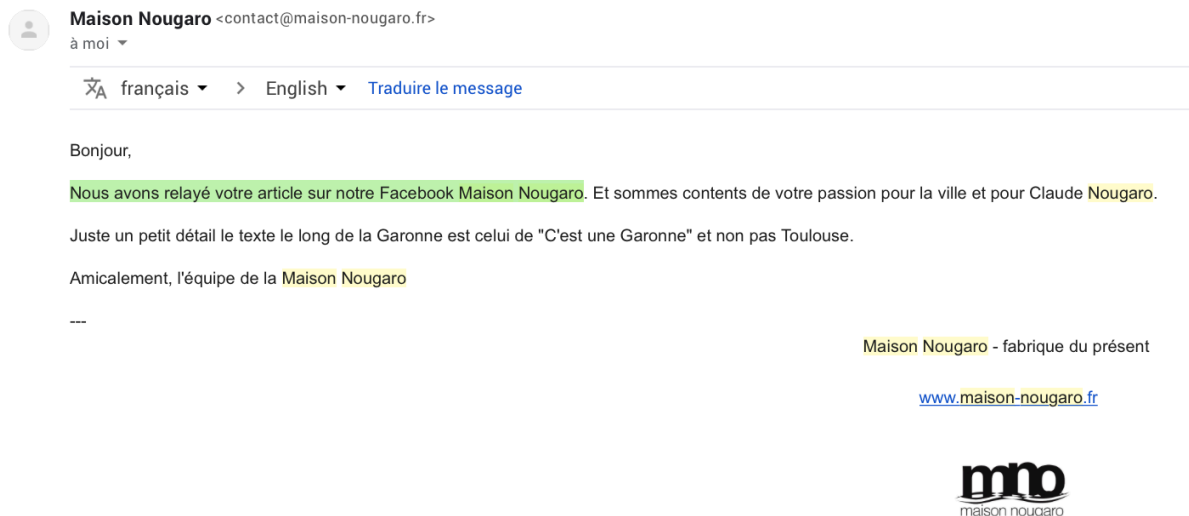 Maison Nougaro <contact@maison-nougaro.fr>
à moi
français > English Traduire le message
Bonjour,
Nous avons relayé votre article sur notre Facebook Maison Nougaro. Et sommes contents de votre passion pour la ville et pour Claude Nougaro.
Juste un petit détail le texte le long de la Garonne est celui de "C'est une Garonne" et non pas Toulouse.
Amicalement, l'équipe de la Maison Nougaro
---
Maison Nougaro - fabrique du présent
www.maison-nougaro.fr
mno
maison nougaro